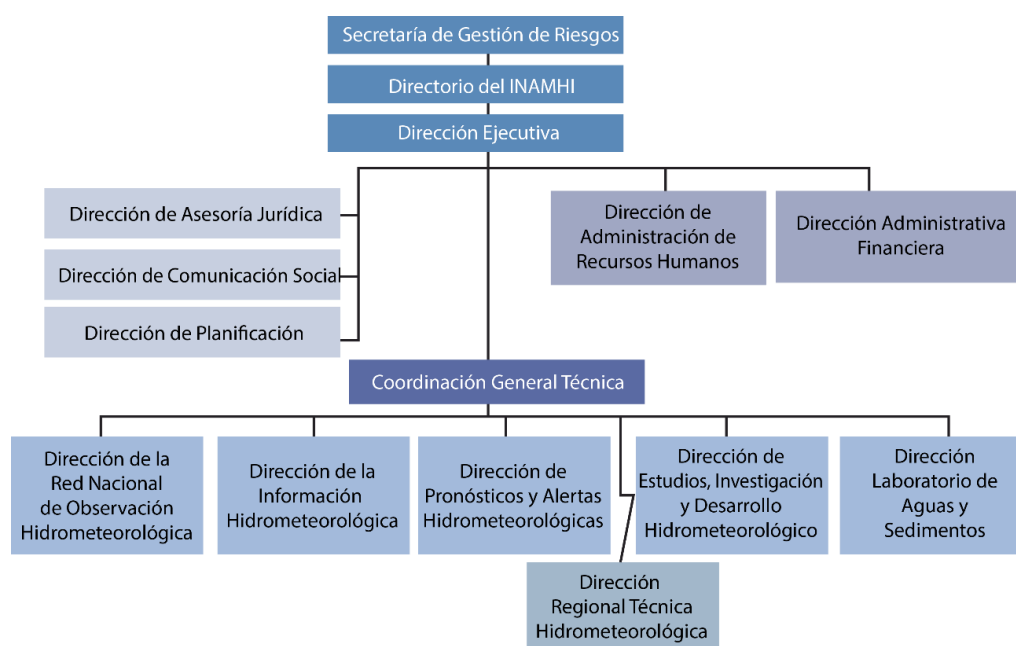 Secretaría de Gestión de Riesgos
Directorio del INAMHI
Dirección Ejecutiva
Dirección de Asesoría Jurídica
Dirección de Comunicación Social
Dirección de Planificación
Dirección de
Administración de
Recursos Humanos
Dirección Administrativa
Financiera
Coordinación General Técnica
Dirección de la
Red Nacional
de Observación
Hidrometeorológica
Dirección de la
Información
Hidrometeorológica
Dirección de
Pronósticos y Alertas
Hidrometeorológicas
Dirección de
Estudios, Investigación
y Desarrollo
Hidrometeorológico
Dirección
Laboratorio de
Aguas y
Sedimentos
Dirección
Regional Técnica
Hidrometeorológica